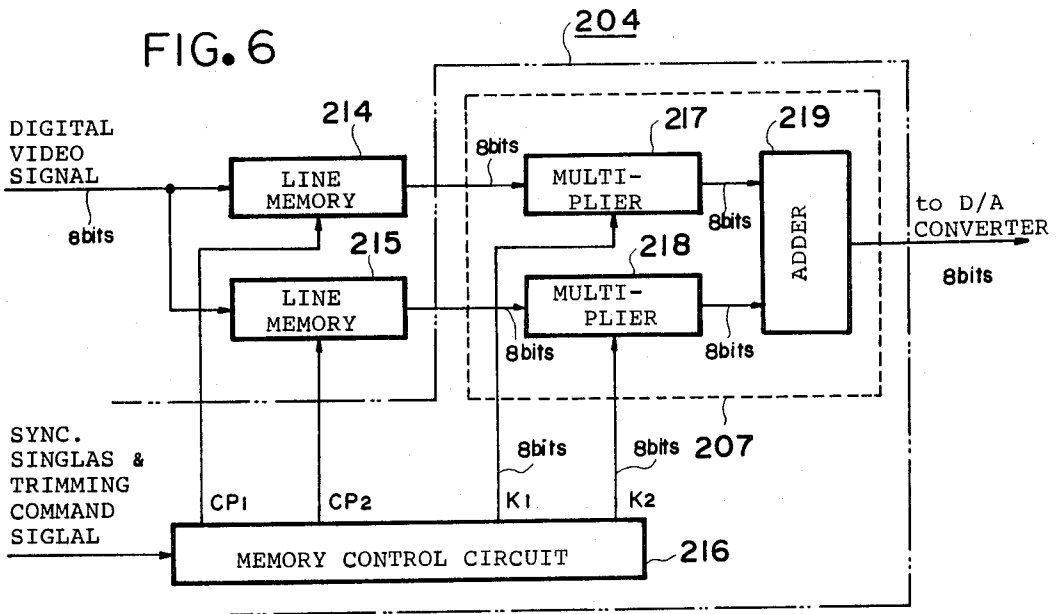 FIG. 6
204
DIGITAL
VIDEO
SIGNAL
8bits
214
LINE
MEMORY
215
LINE
MEMORY
8bits
8bits
217
MULTI-
PLIER
218
MULTI-
PLIER
8bits
8bits
219
ADDER
to D/A
CONVERTER
8bits
207
SYNC.
SINGLAS &
TRIMMING
COMMAND
SIGLAL
CP1
CP2
8bits
K1
8bits
K2
MEMORY CONTROL CIRCUIT
216